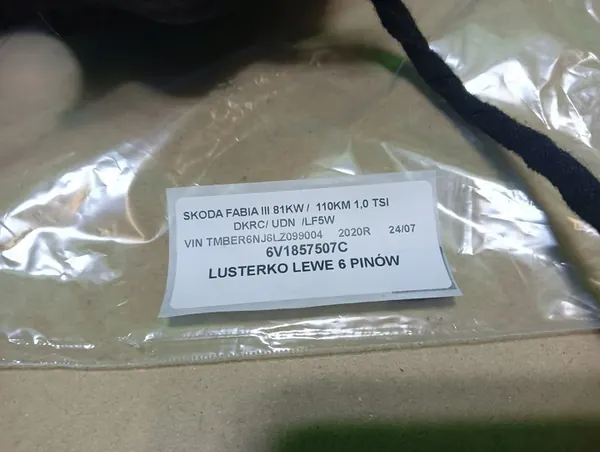 SKODA FABIA III 81KW / 110KM 1,0 TSI
DKRC/ UDN /LF5W
VIN TMBER6NJ6LZ099004 2020R 24/07
6V1857507C
LUSTERKO LEWE 6 PINÓW